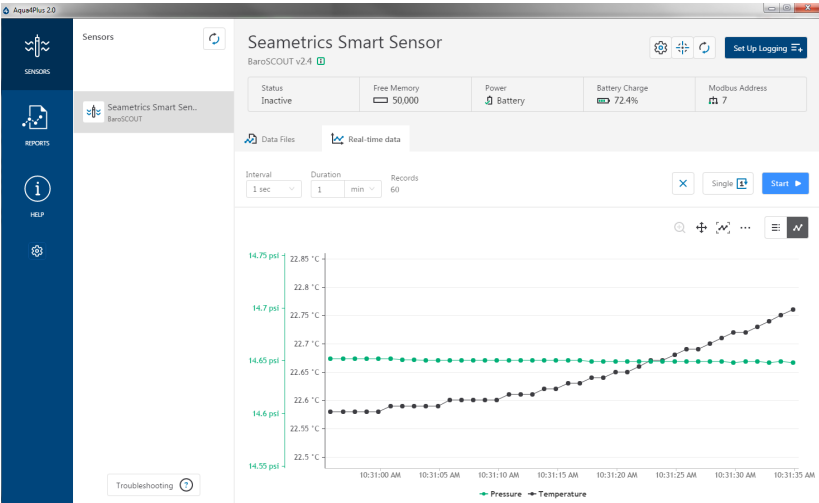 Aqua4Plus 2.0
SENSORS
REPORTS
HELP
Sensors
Seametrics Smart Sen..
BaroSCOUT
Troubleshooting ?
Seametrics Smart Sensor
BaroSCOUT v2.4
Set Up Logging
Status Free Memory Power Battery Charge Modbus Address
Inactive 50,000 Battery 72.4% 7
Data Files Real-time data
Interval Duration Records
1 sec 1 min 60
Single Start
14.75 psi
14.7 psi
14.65 psi
14.6 psi
14.55 psi
22.85 °C
22.8 °C
22.75 °C
22.7 °C
22.65 °C
22.6 °C
22.55 °C
22.5 °C
10:31:00 AM 10:31:05 AM 10:31:10 AM 10:31:15 AM 10:31:20 AM 10:31:25 AM 10:31:30 AM 10:31:35 AM
Pressure Temperature